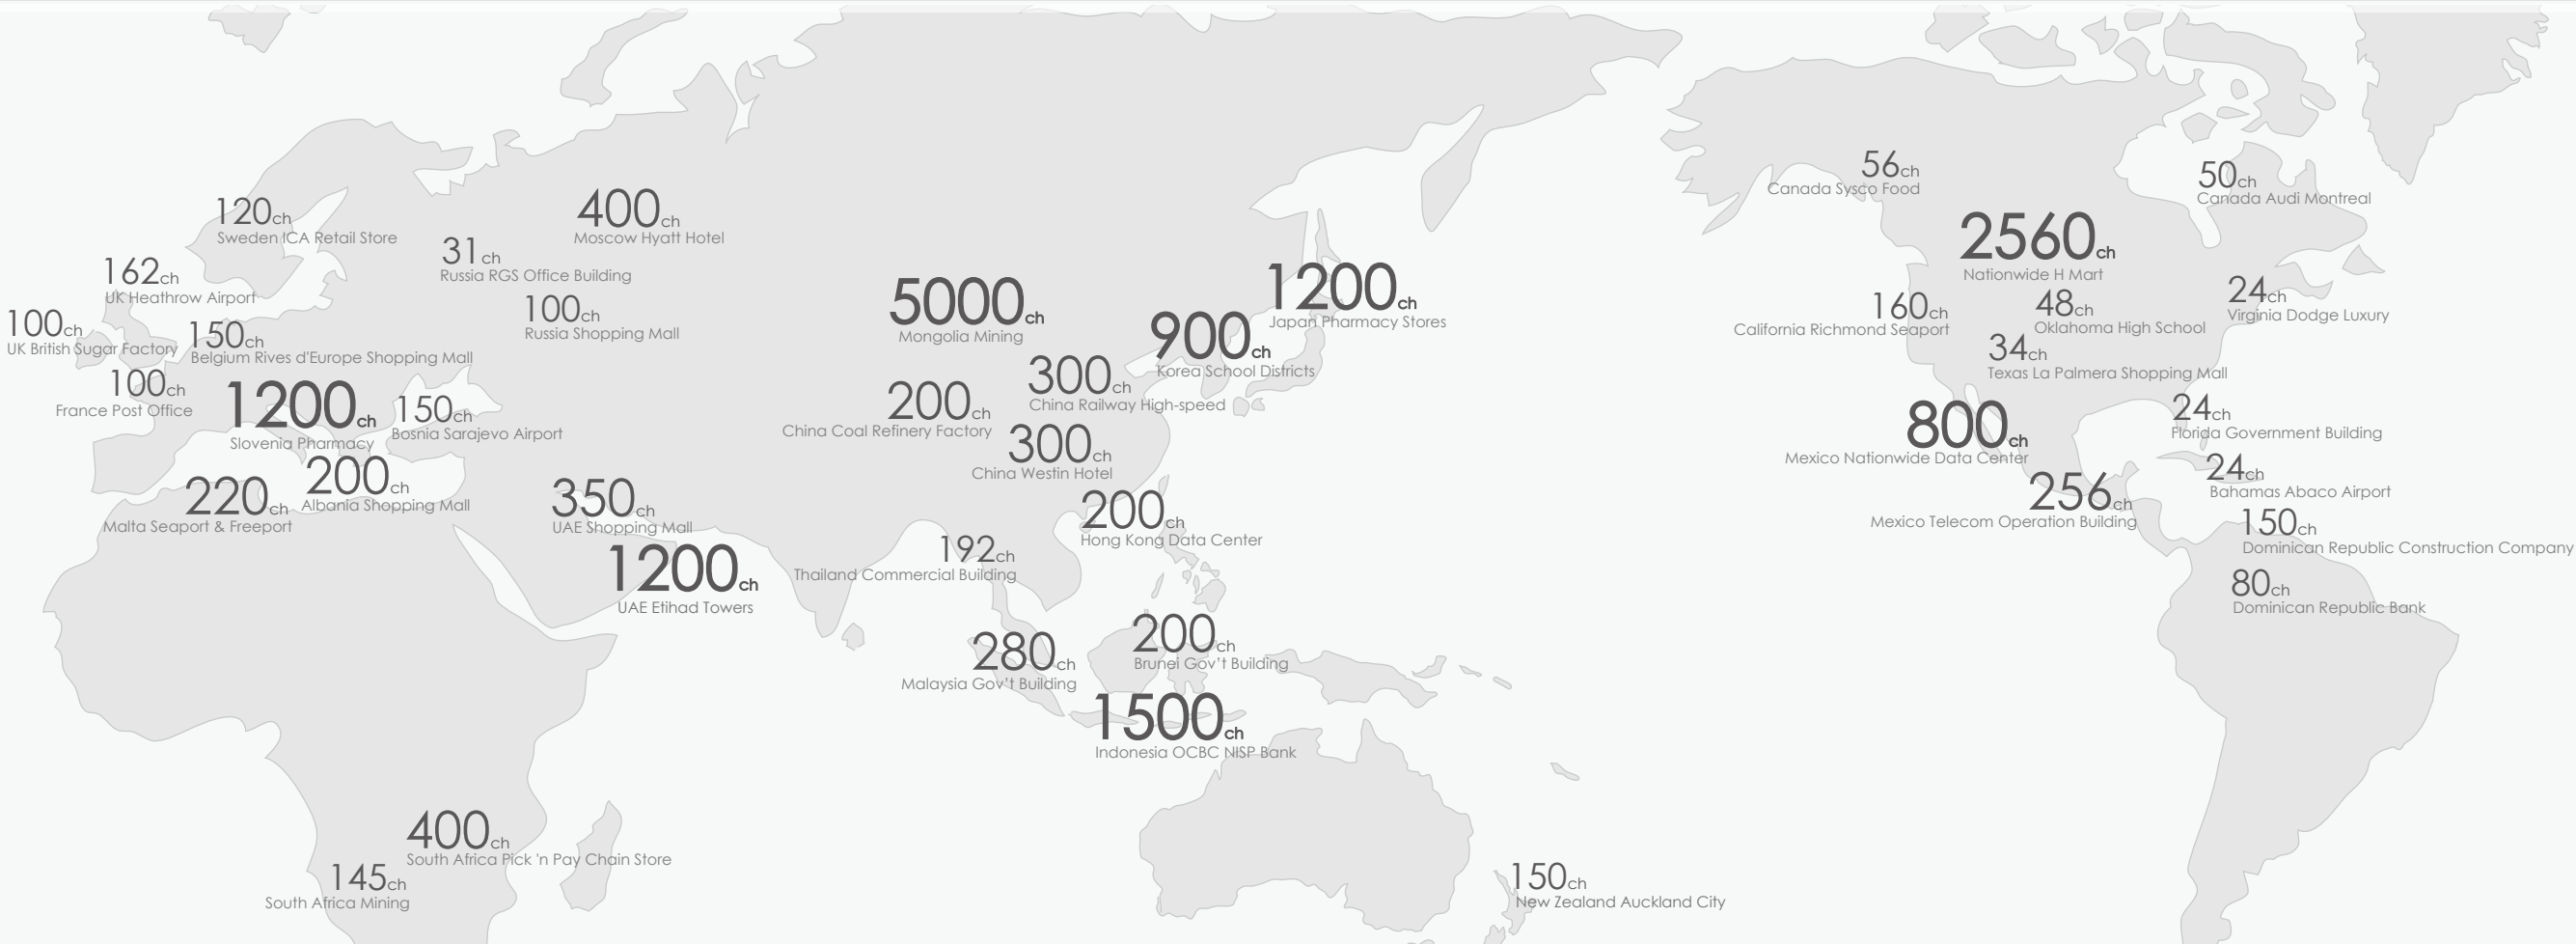 120ch
Sweden ICA Retail Store
400ch
Moscow Hyatt Hotel
31ch
Russia RGS Office Building
162ch
UK Heathrow Airport
100ch
Russia Shopping Mall
100ch
UK British Sugar Factory
150ch
Belgium Rives d'Europe Shopping Mall
100ch
France Post Office
1200ch
Slovenia Pharmacy
150ch
Bosnia Sarajevo Airport
200ch
Albania Shopping Mall
220ch
Malta Seaport & Freeport
350ch
UAE Shopping Mall
1200ch
UAE Etihad Towers
400ch
South Africa Pick 'n Pay Chain Store
145ch
South Africa Mining
5000ch
Mongolia Mining
1200ch
Japan Pharmacy Stores
900ch
Korea School Districts
300ch
China Railway High-speed
200ch
China Coal Refinery Factory
300ch
China Westin Hotel
200ch
Hong Kong Data Center
192ch
Thailand Commercial Building
280ch
Malaysia Gov't Building
200ch
Brunei Gov't Building
1500ch
Indonesia OCBC NISP Bank
150ch
New Zealand Auckland City
56ch
Canada Sysco Food
50ch
Canada Audi Montreal
2560ch
Nationwide H Mart
160ch
California Richmond Seaport
48ch
Oklahoma High School
24ch
Virginia Dodge Luxury
34ch
Texas La Palmera Shopping Mall
800ch
Mexico Nationwide Data Center
24ch
Florida Government Building
256ch
Mexico Telecom Operation Building
24ch
Bahamas Abaco Airport
150ch
Dominican Republic Construction Company
80ch
Dominican Republic Bank